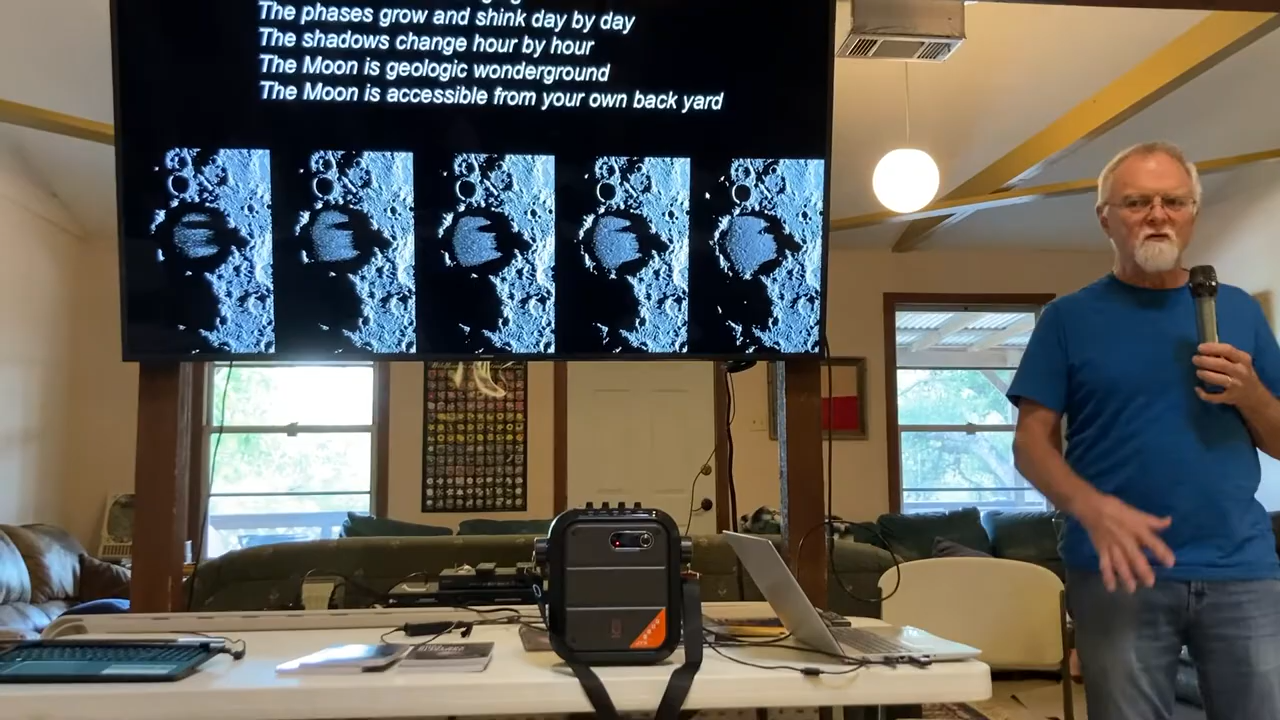 The phases grow and shink day by day
The shadows change hour by hour
The Moon is geologic wonderground
The Moon is accessible from your own back yard